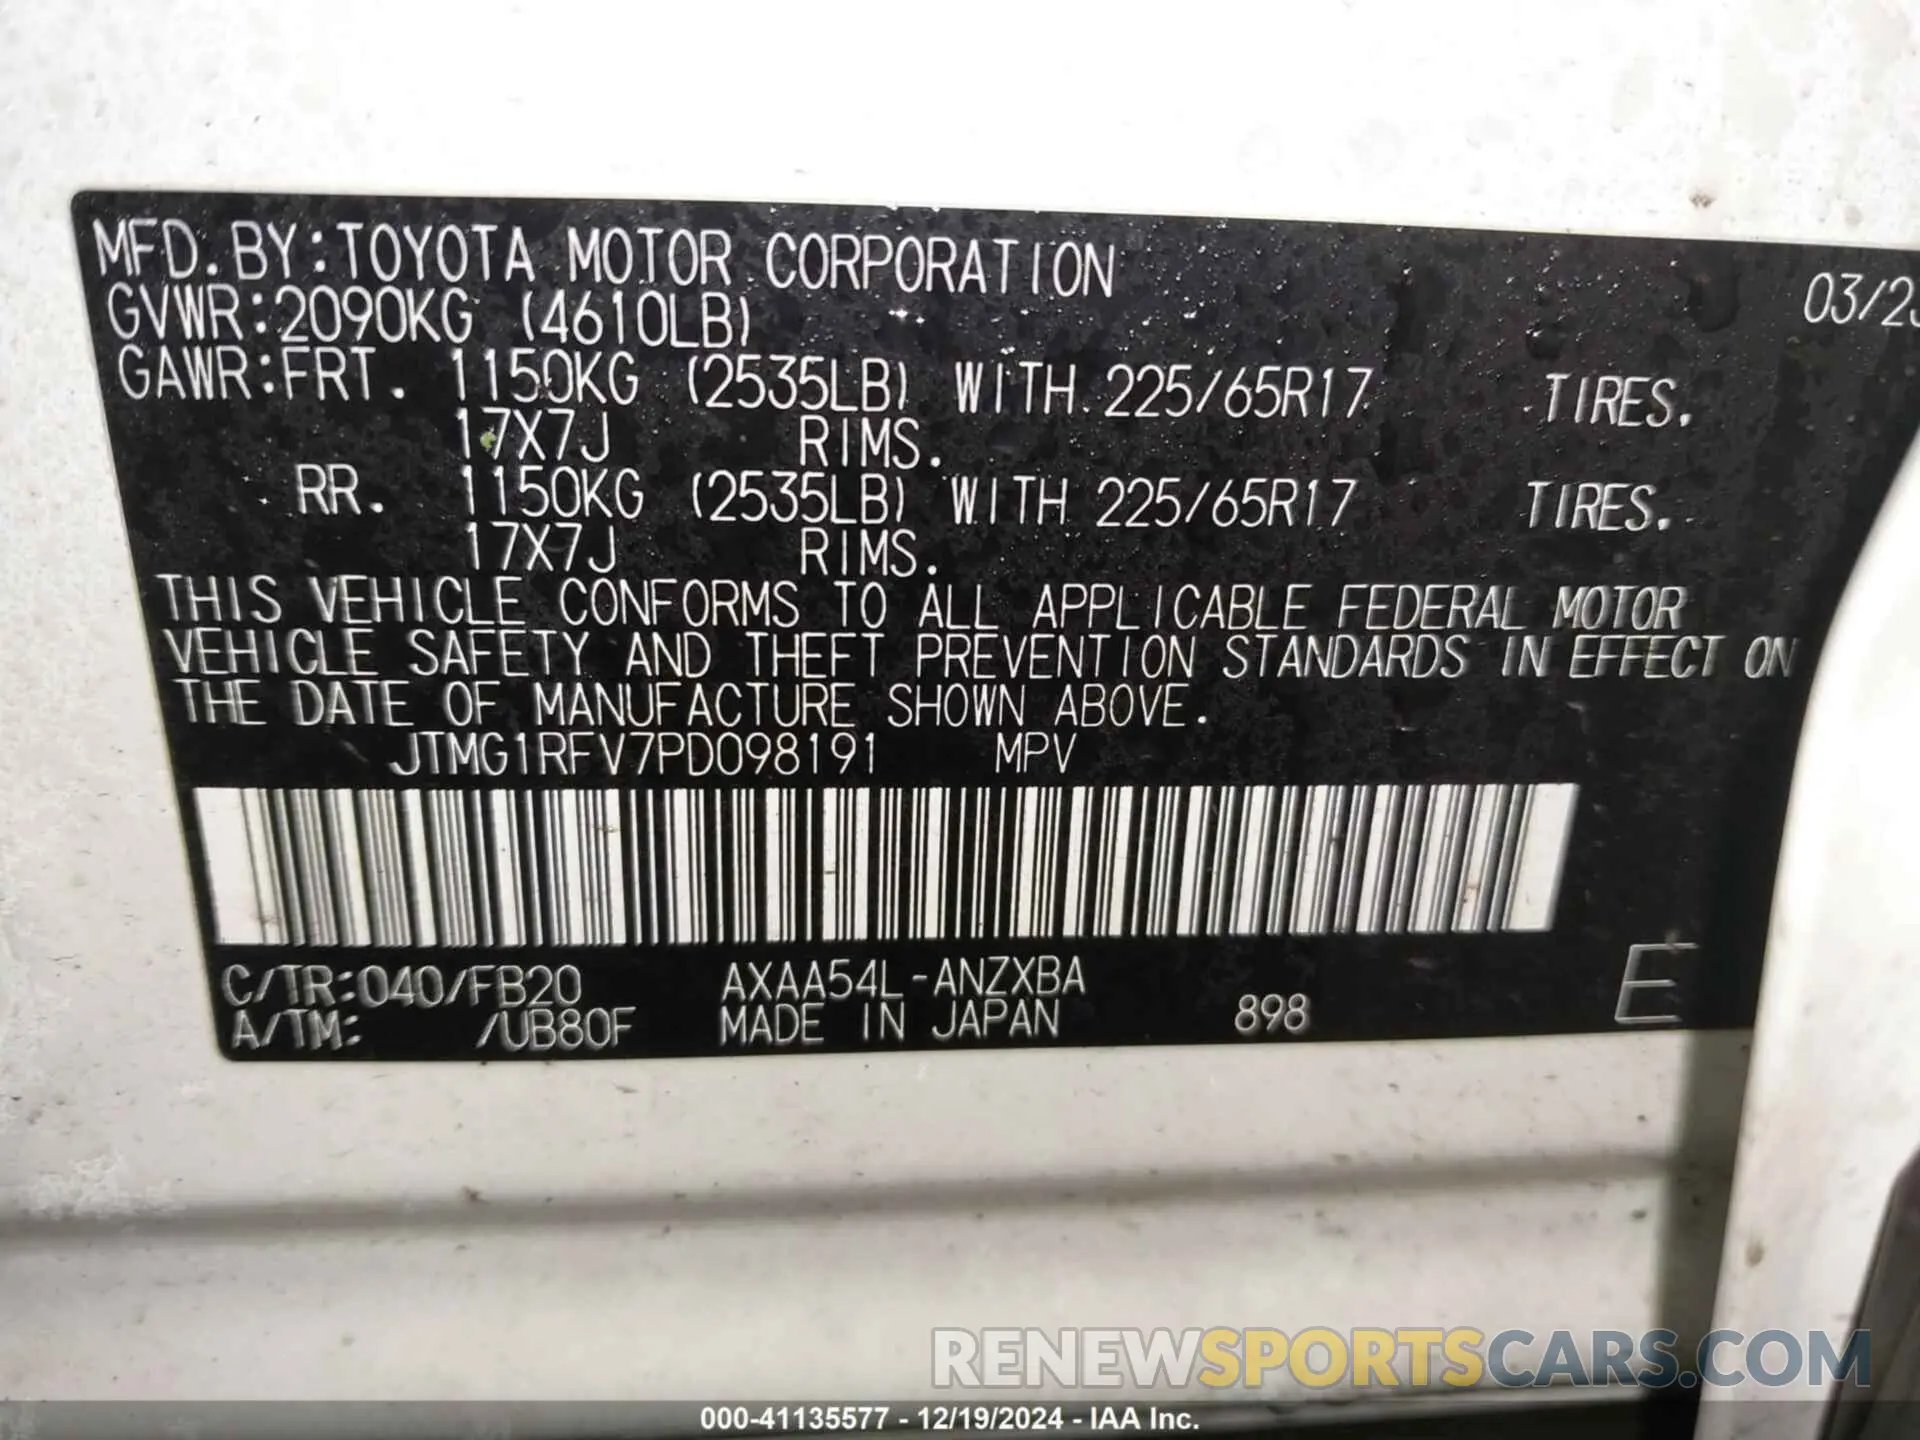 MFD. BY: TOYOTA MOTOR CORPORATION 03/23
GVWR: 2090KG (4610LB)
GAWR: FRT. 1150KG (2535LB) WITH 225/65R17 TIRES.
17X7J RIMS.
RR. 1150KG (2535LB) WITH 225/65R17 TIRES.
17X7J RIMS.
THIS VEHICLE CONFORMS TO ALL APPLICABLE FEDERAL MOTOR
VEHICLE SAFETY AND THEFT PREVENTION STANDARDS IN EFFECT ON
THE DATE OF MANUFACTURE SHOWN ABOVE.
JTMG1RFV7PD098191 MPV
C/TR: 040/FB20 AXAA54L-ANZXBA
A/TM: /UB80F MADE IN JAPAN 898 E
RENEWSPORTSCARS.COM
000-41135577 - 12/19/2024 - IAA Inc.